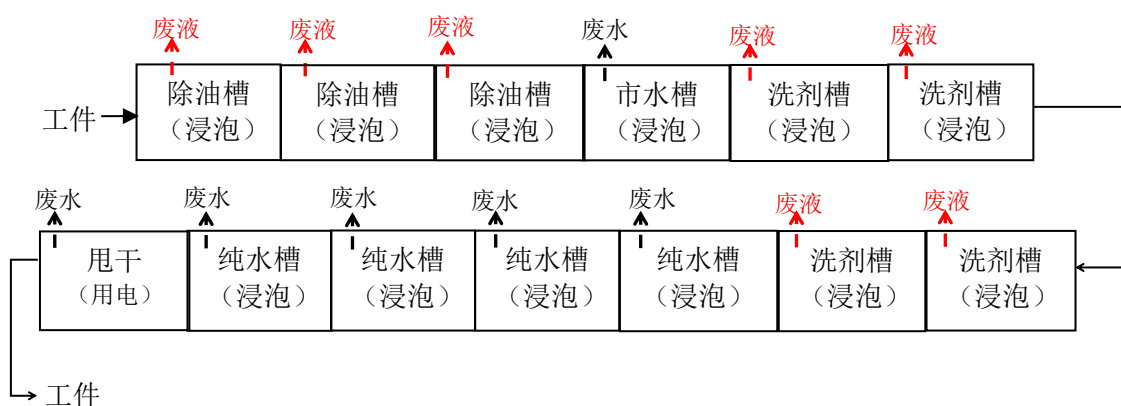 废液 废液 废液 废水 废液 废液
工件 除油槽 除油槽 除油槽 市水槽 洗剂槽 洗剂槽
（浸泡） （浸泡） （浸泡） （浸泡） （浸泡） （浸泡）
废水 废水 废水 废水 废水 废液 废液
甩干 纯水槽 纯水槽 纯水槽 纯水槽 洗剂槽 洗剂槽
（用电） （浸泡） （浸泡） （浸泡） （浸泡） （浸泡） （浸泡）
工件